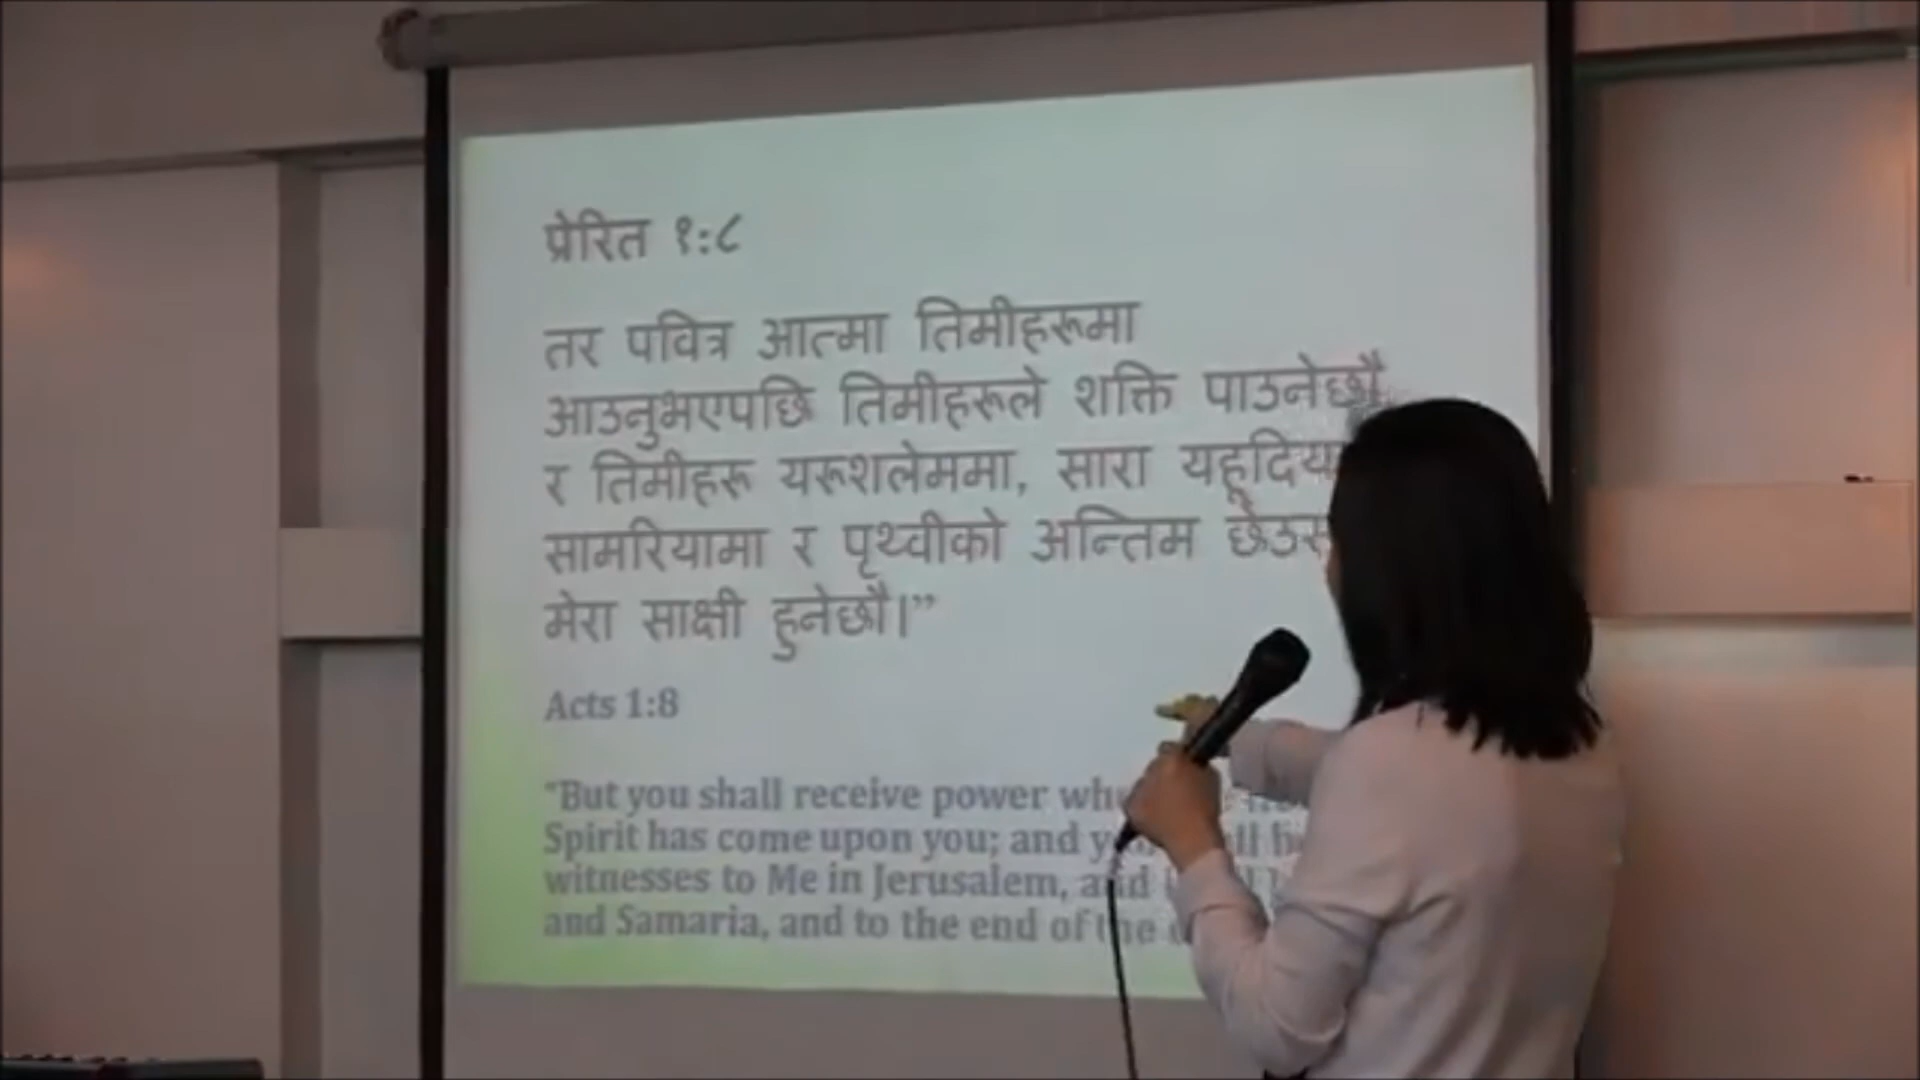 प्रेरित १:८
तर पवित्र आत्मा तिमीहरूमा
आउनुभएपछि तिमीहरूले शक्ति पाउनेछौ
र तिमीहरू यरूशलेममा, सारा
सामरियामा र पृथ्वीको अन्तिम
मेरा साक्षी हुनेछौ।”
Acts 1:8
"But you shall receive power
Spirit has come upon you; and
witnesses to Me in Jerusalem, and
and Samaria, and to the end of the